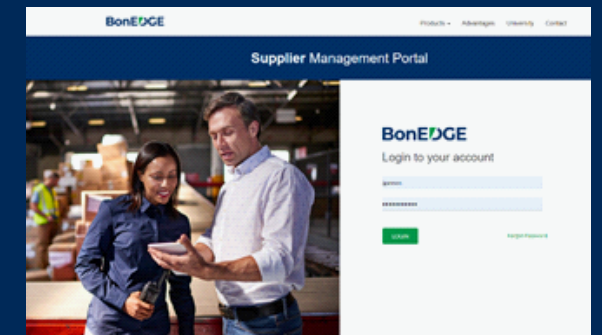 BonEDGE
Products Advantages University Contact
Supplier Management Portal
BonEDGE
Login to your account
LOGIN
Forgot Password